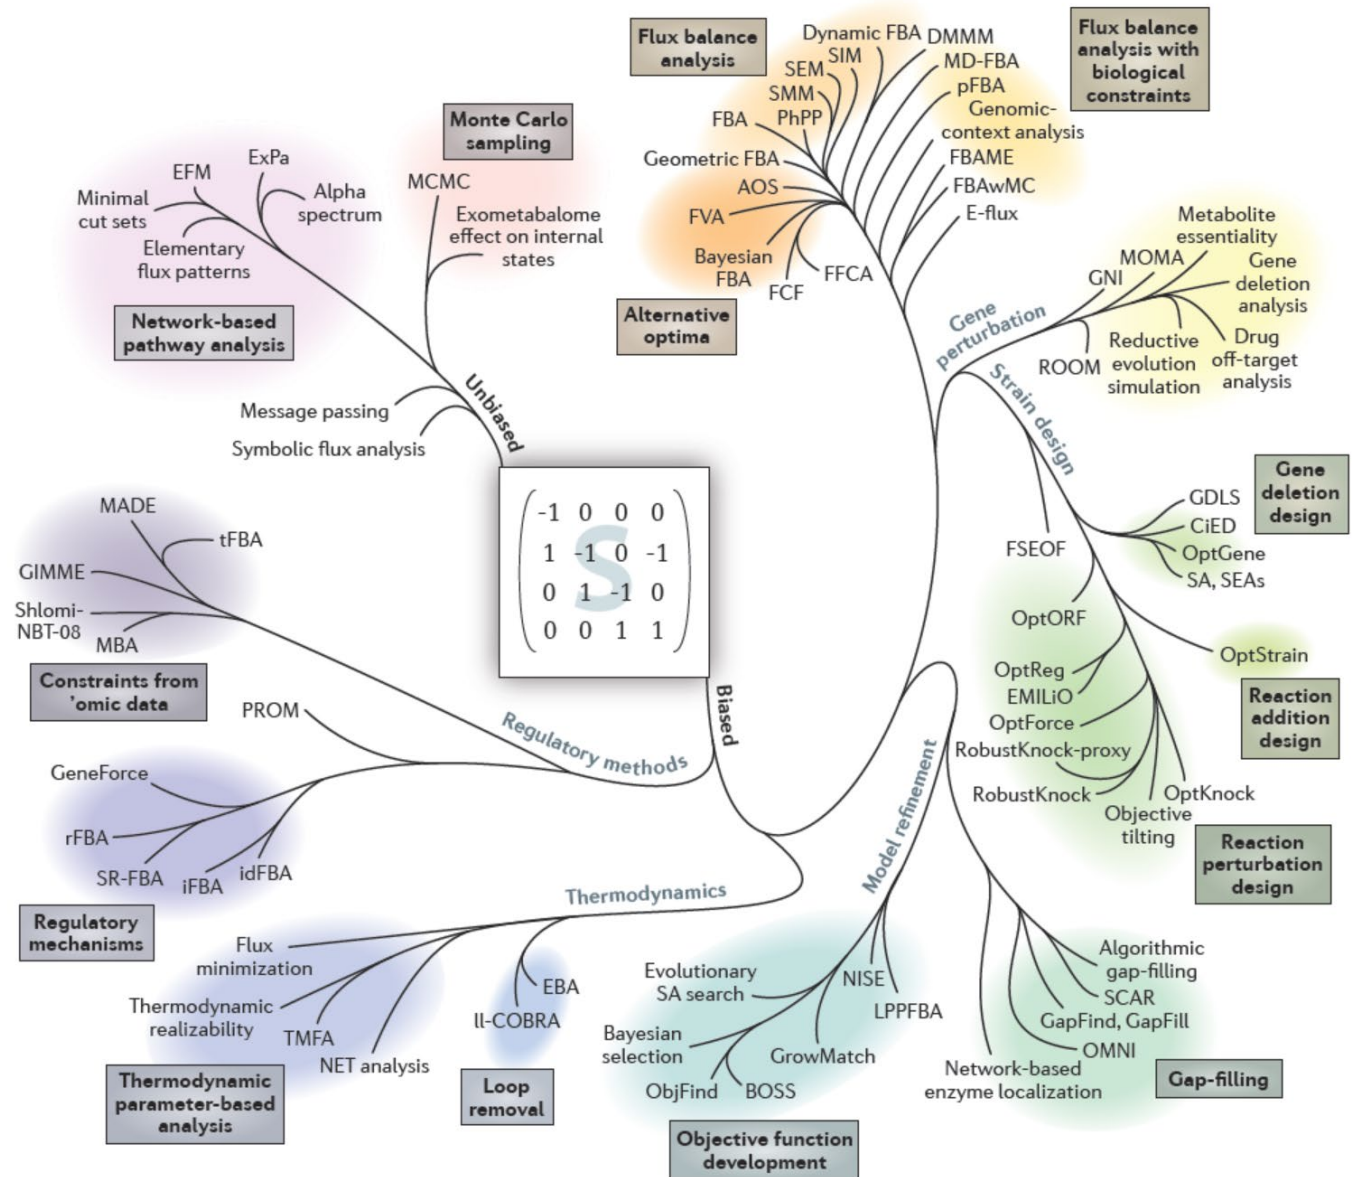 Flux balance
analysis
Dynamic FBA
DMMM
SIM
MD-FBA
SEM
pFBA
SMM
Genomic-
context analysis
PhPP
FBA
Flux balance
analysis with
biological
constraints
Geometric FBA
FBAME
AOS
FBAwMC
FVA
E-flux
Bayesian
FBA
FCF
FFCA
Alternative
optima
Monte Carlo
sampling
MCMC
Exometabalome
effect on internal
states
ExPa
EFM
Alpha
spectrum
Minimal
cut sets
Elementary
flux patterns
Network-based
pathway analysis
Message passing
Symbolic flux analysis
Unbiased
Gene
perturbation
Metabolite
essentiality
MOMA
GNI
Gene
deletion
analysis
ROOM
Reductive
evolution
simulation
Drug
off-target
analysis
Strain design
Gene
deletion
design
GDLS
CiED
OptGene
SA, SEAs
FSEOF
OptORF
OptStrain
OptReg
EMILiO
OptForce
RobustKnock-proxy
RobustKnock
OptKnock
Objective
tilting
Reaction
addition
design
Reaction
perturbation
design
-1 0 0 0
1 -1 0 -1
0 1 -1 0
0 0 1 1
S
Biased
MADE
tFBA
GIMME
Shlomi-
NBT-08
MBA
Constraints from
'omic data
PROM
Regulatory methods
GeneForce
rFBA
SR-FBA
iFBA
idFBA
Regulatory
mechanisms
Thermodynamics
Flux
minimization
Thermodynamic
realizability
TMFA
NET analysis
Thermodynamic
parameter-based
analysis
EBA
ll-COBRA
Loop
removal
Model refinement
Evolutionary
SA search
NISE
LPPFBA
Bayesian
selection
GrowMatch
ObjFind
BOSS
Objective function
development
Algorithmic
gap-filling
SCAR
GapFind, GapFill
OMNI
Network-based
enzyme localization
Gap-filling